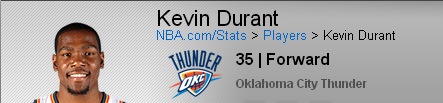 Kevin Durant
NBA.com/Stats > Players > Kevin Durant
THUNDER
OKC
35 | Forward
Oklahoma City Thunder